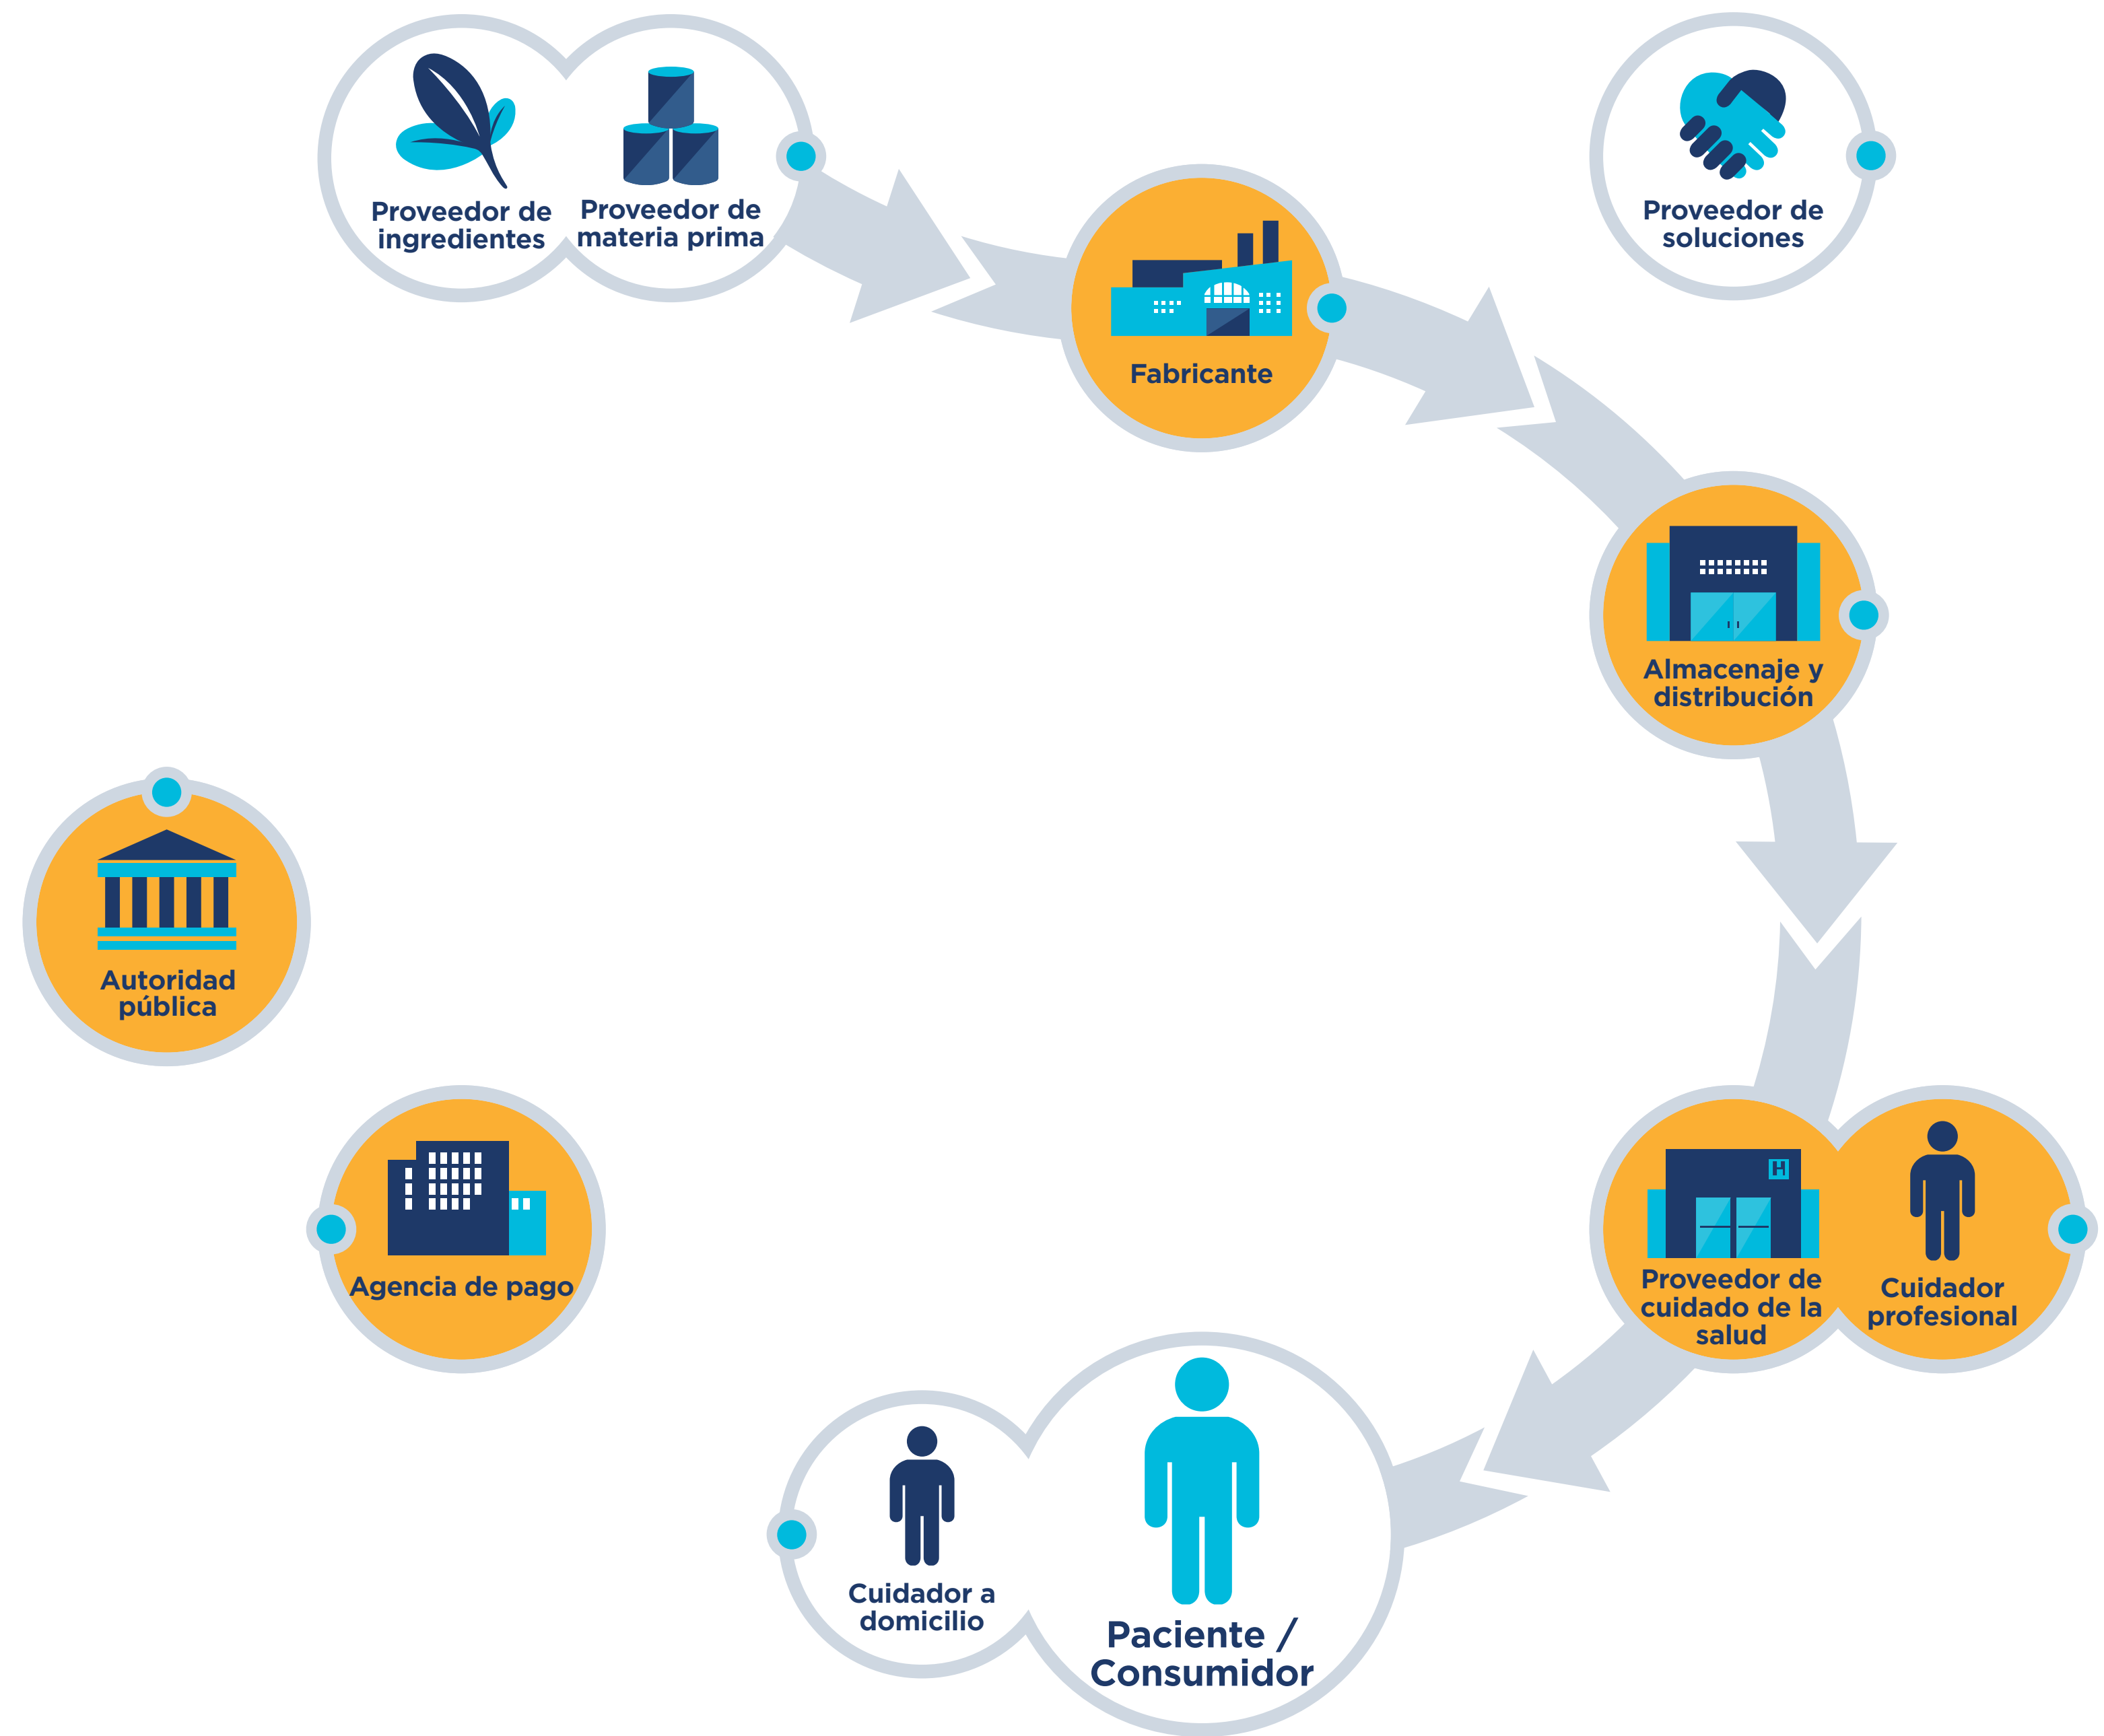 Proveedor de
ingredientes
Proveedor de
materia prima
Proveedor de
soluciones
Fabricante
Almacenaje y
distribución
Autoridad
pública
Agencia de pago
H
Proveedor de
cuidado de la
salud
Cuidador
profesional
Cuidador a
domicilio
Paciente /
Consumidor